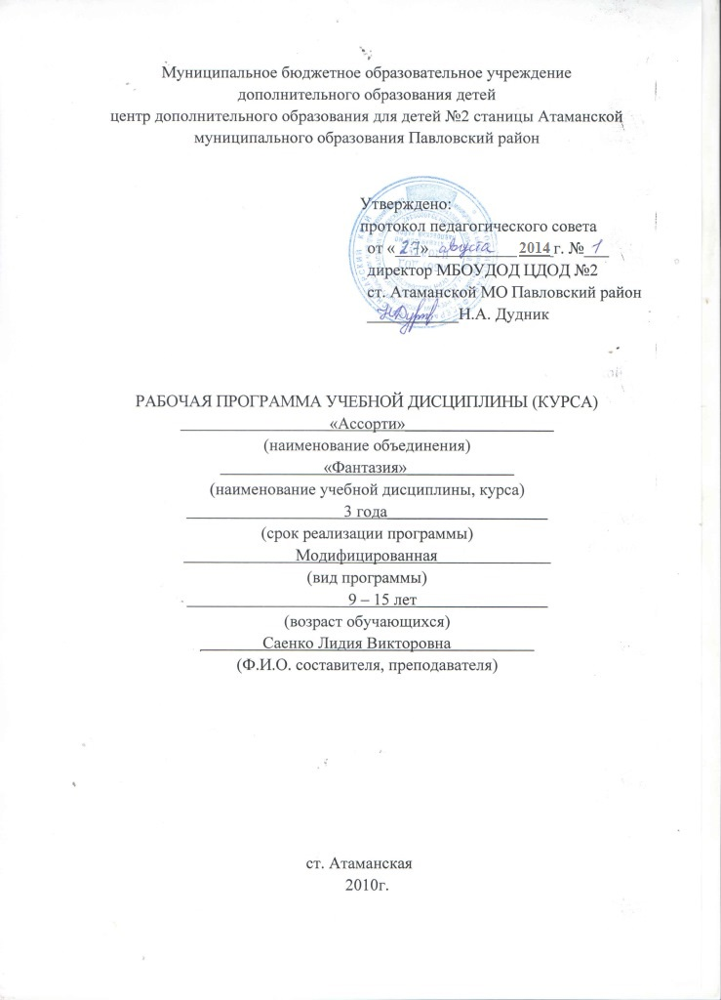 Муниципальное бюджетное образовательное учреждение
дополнительного образования детей
центр дополнительного образования для детей №2 станицы Атаманской
муниципального образования Павловский район
Утверждено:
протокол педагогического совета
от « 27 » августа 2014 г. № 1
директор МБОУДОД ЦДОД №2
ст. Атаманской МО Павловский район
Н.А. Дудник
РАБОЧАЯ ПРОГРАММА УЧЕБНОЙ ДИСЦИПЛИНЫ (КУРСА)
«Ассорти»
(наименование объединения)
«Фантазия»
(наименование учебной дисциплины, курса)
3 года
(срок реализации программы)
Модифицированная
(вид программы)
9 – 15 лет
(возраст обучающихся)
Саенко Лидия Викторовна
(Ф.И.О. составителя, преподавателя)
ст. Атаманская
2010г.